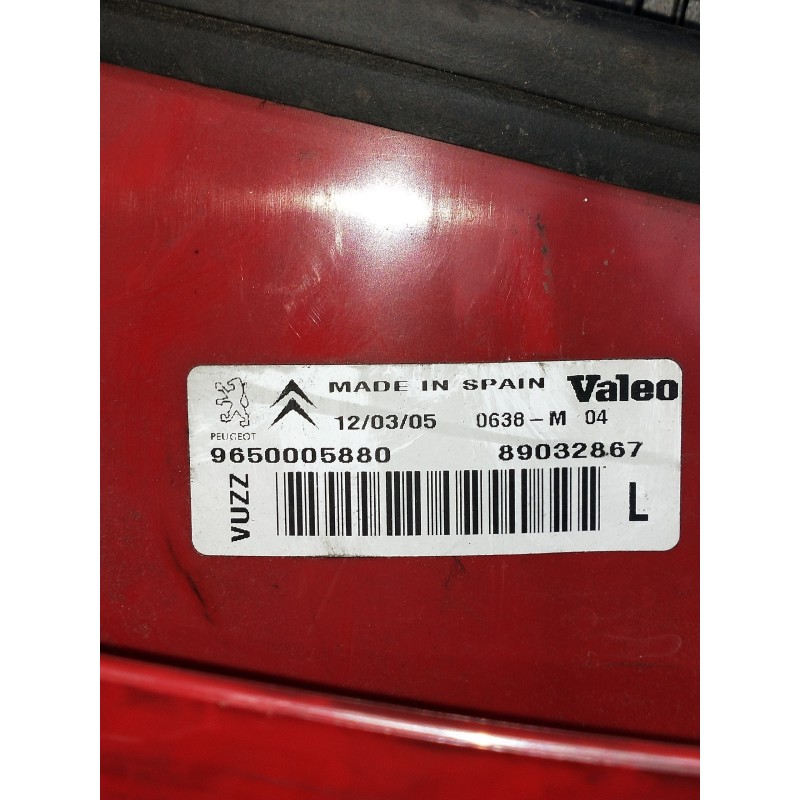 MADE IN SPAIN Valeo
PEUGEOT 12/03/05 0638-M 04
9650005880 89032867
VUZZ L